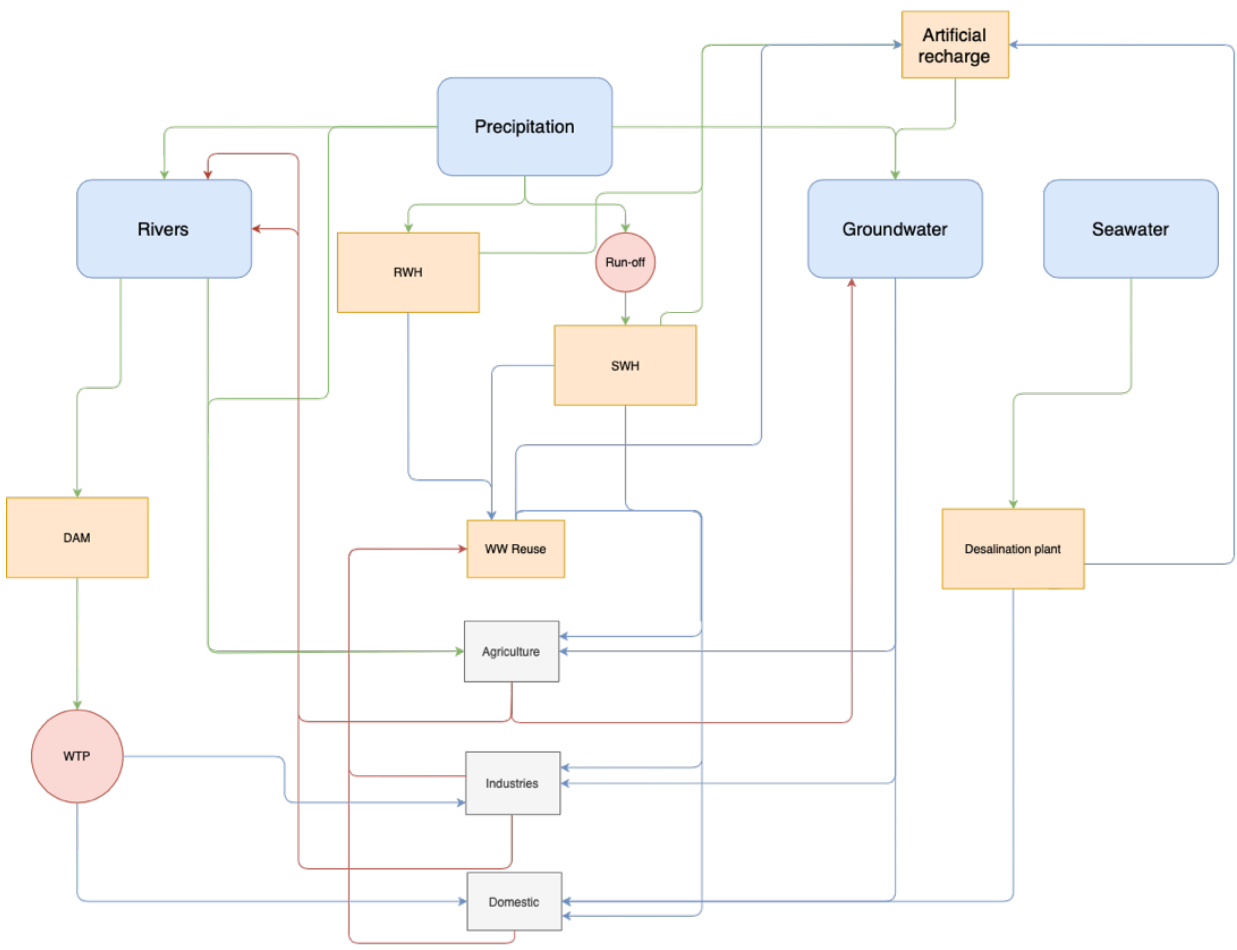 Artificial
recharge
Precipitation
Rivers
Groundwater
Seawater
RWH
Run-off
SWH
DAM
WW Reuse
Desalination plant
Agriculture
WTP
Industries
Domestic